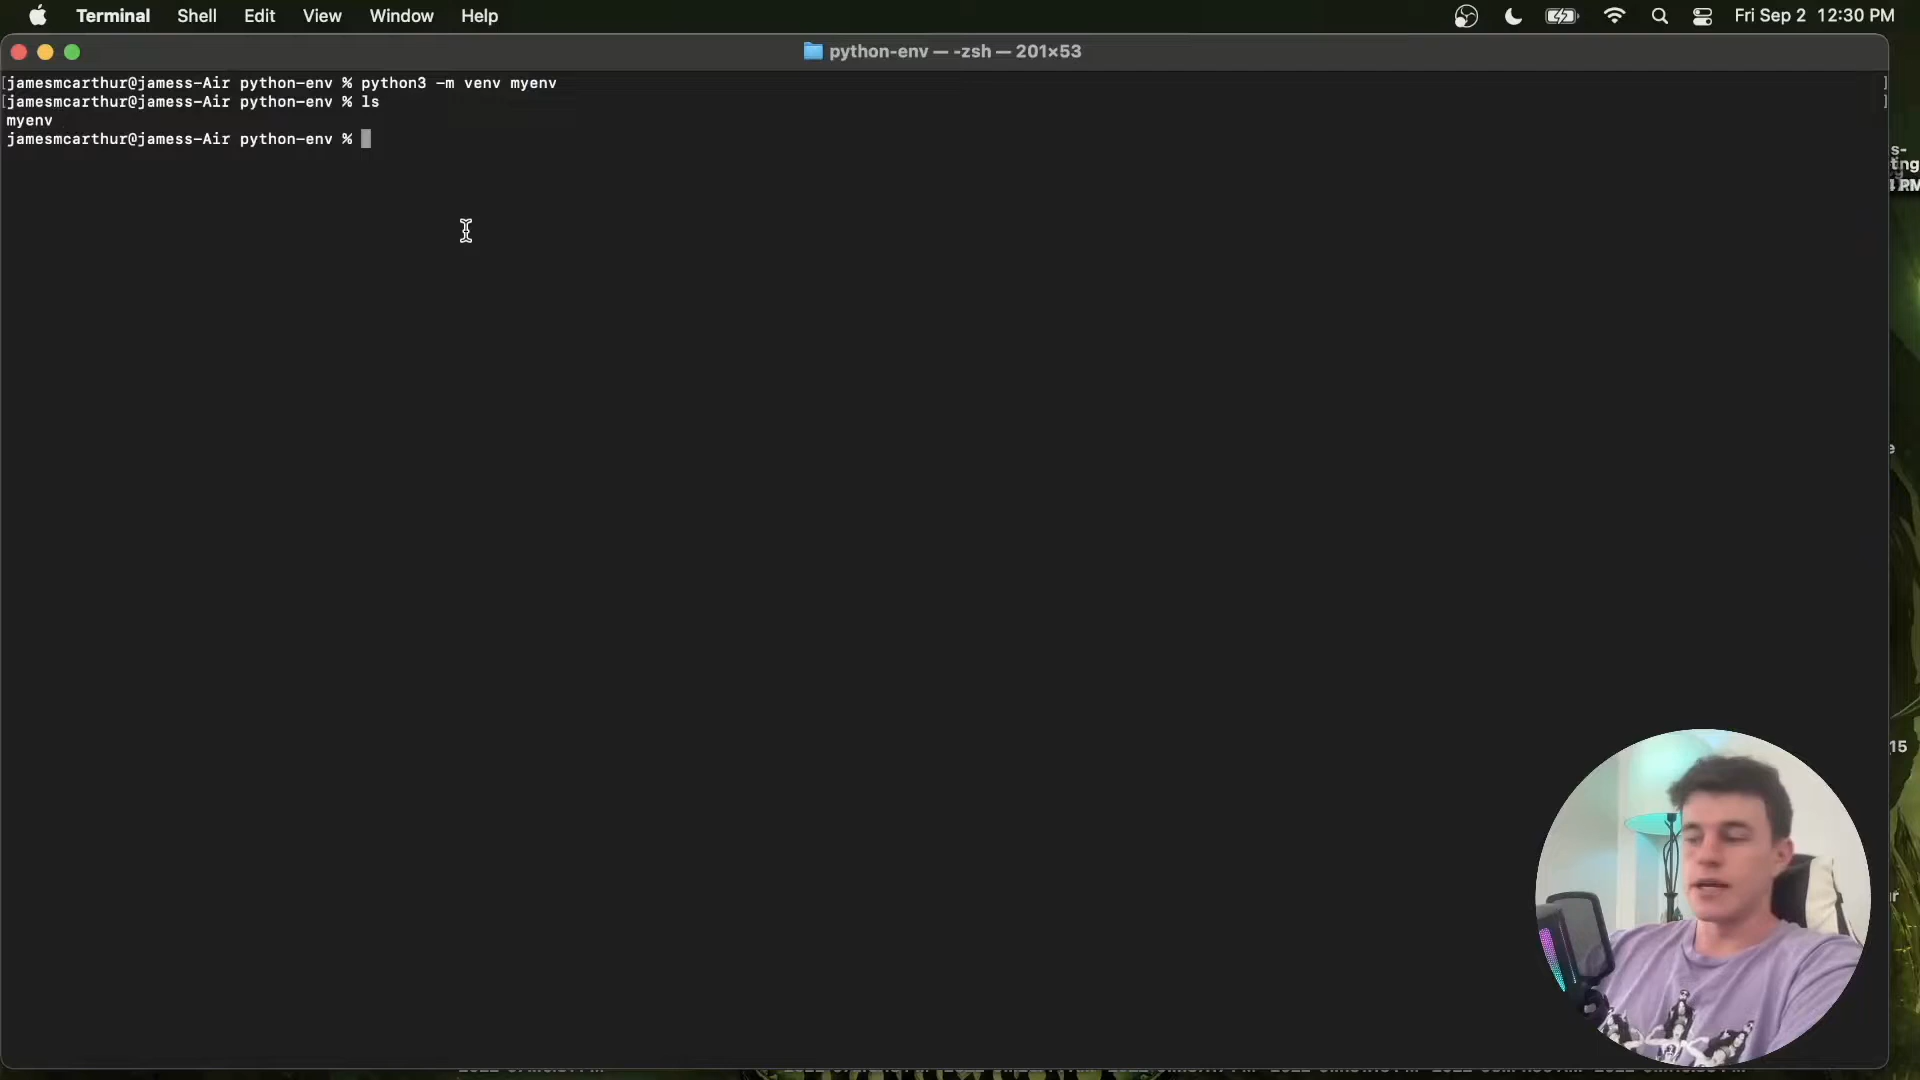 Terminal Shell Edit View Window Help Fri Sep 2 12:30 PM
python-env — -zsh — 201×53
[jamesmcarthur@jamess-Air python-env % python3 -m venv myenv ]
[jamesmcarthur@jamess-Air python-env % ls ]
myenv
jamesmcarthur@jamess-Air python-env %
s-
15